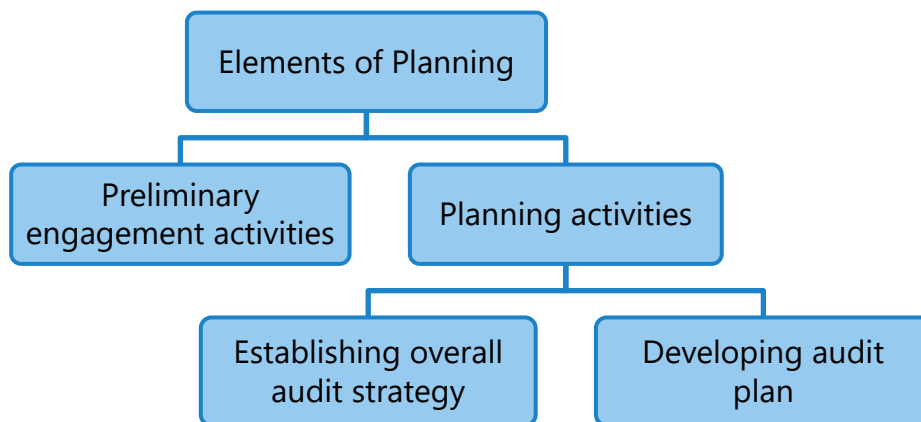 Elements of Planning
Preliminary
engagement activities
Planning activities
Establishing overall
audit strategy
Developing audit
plan